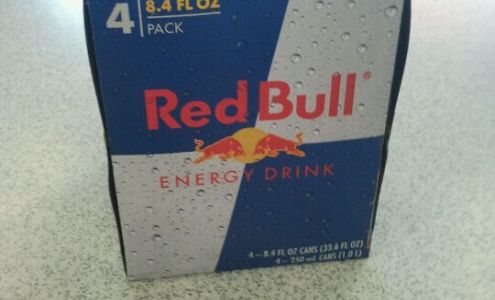 4
8.4 FL OZ
PACK
Red Bull®
ENERGY DRINK
4 – 8.4 FL OZ CANS (33.6 FL OZ)
4 – 250 mL CANS (1.0 L)